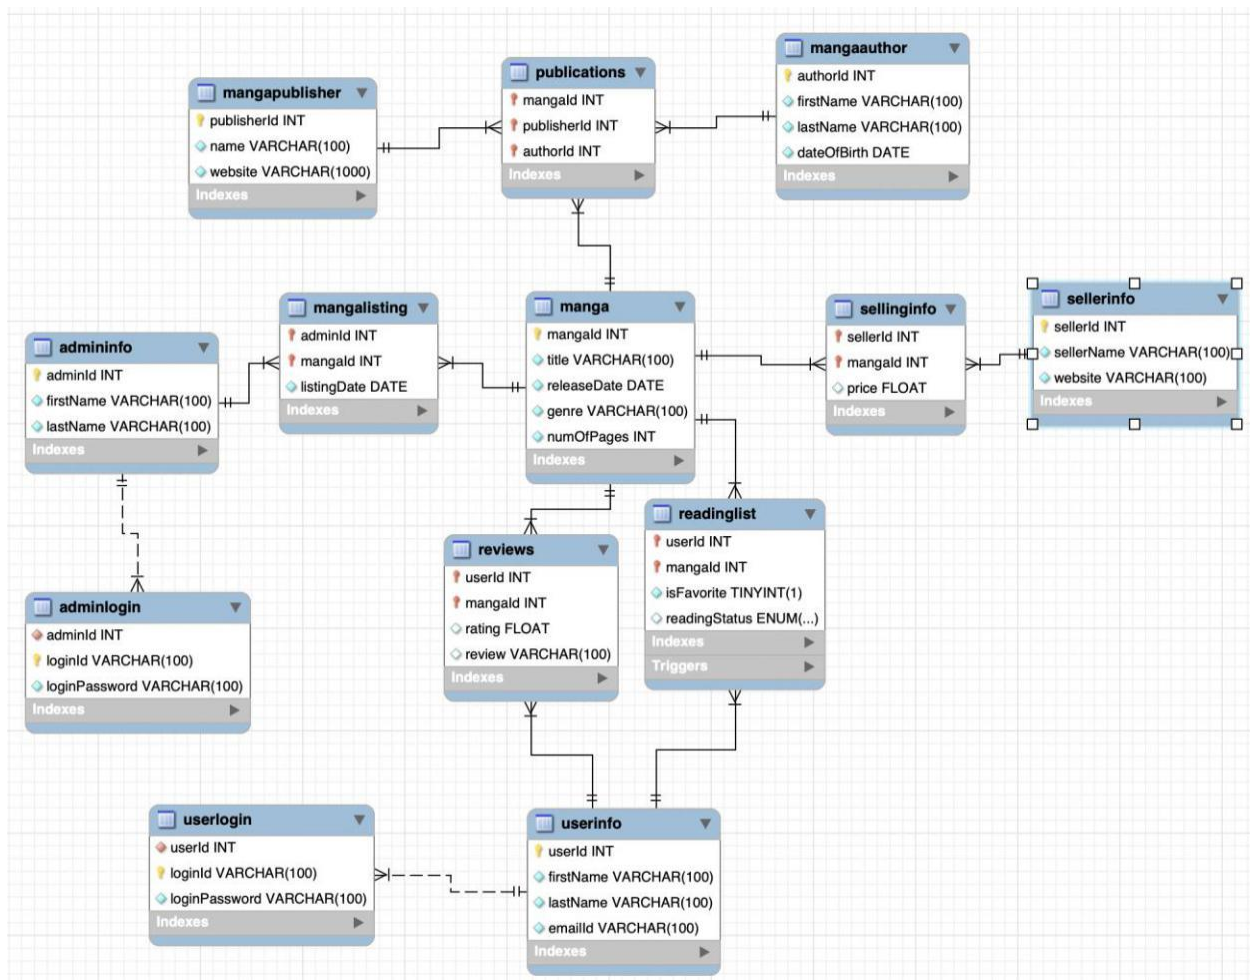 mangapublisher
publisherId INT
name VARCHAR(100)
website VARCHAR(1000)
Indexes
publications
mangaId INT
publisherId INT
authorId INT
Indexes
mangaauthor
authorId INT
firstName VARCHAR(100)
lastName VARCHAR(100)
dateOfBirth DATE
Indexes
admininfo
adminId INT
firstName VARCHAR(100)
lastName VARCHAR(100)
Indexes
mangalisting
adminId INT
mangaId INT
listingDate DATE
Indexes
manga
mangaId INT
title VARCHAR(100)
releaseDate DATE
genre VARCHAR(100)
numOfPages INT
Indexes
sellinginfo
sellerId INT
mangaId INT
price FLOAT
Indexes
sellerinfo
sellerId INT
sellerName VARCHAR(100)
website VARCHAR(100)
Indexes
adminlogin
adminId INT
loginId VARCHAR(100)
loginPassword VARCHAR(100)
Indexes
reviews
userId INT
mangaId INT
rating FLOAT
review VARCHAR(100)
Indexes
readinglist
userId INT
mangaId INT
isFavorite TINYINT(1)
readingStatus ENUM(...)
Indexes
Triggers
userlogin
userId INT
loginId VARCHAR(100)
loginPassword VARCHAR(100)
Indexes
userinfo
userId INT
firstName VARCHAR(100)
lastName VARCHAR(100)
emailId VARCHAR(100)
Indexes